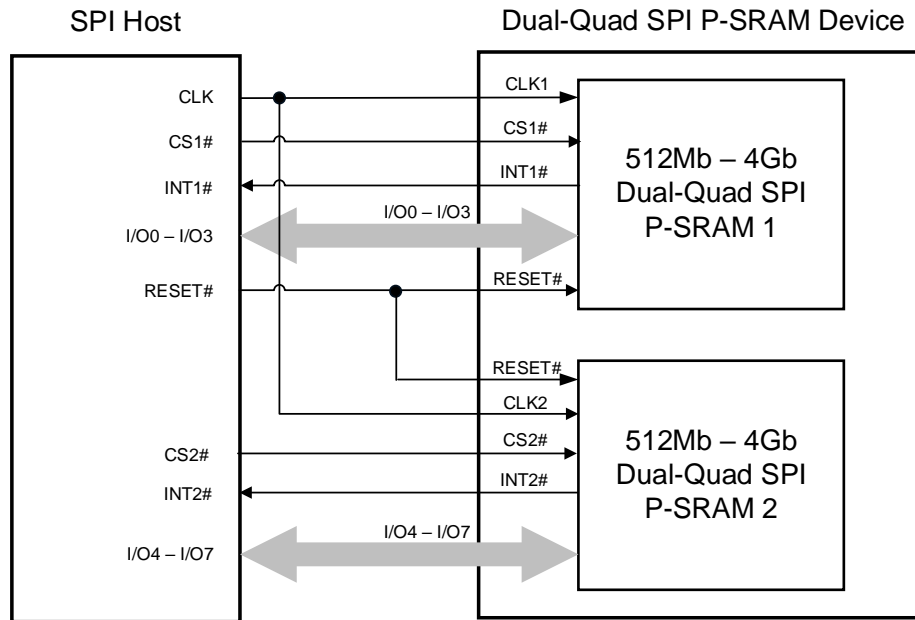 SPI Host
Dual-Quad SPI P-SRAM Device
CLK
CLK1
CS1#
CS1#
INT1#
INT1#
I/O0 – I/O3
I/O0 – I/O3
RESET#
RESET#
512Mb – 4Gb
Dual-Quad SPI
P-SRAM 1
RESET#
CLK2
CS2#
CS2#
INT2#
INT2#
I/O4 – I/O7
I/O4 – I/O7
512Mb – 4Gb
Dual-Quad SPI
P-SRAM 2